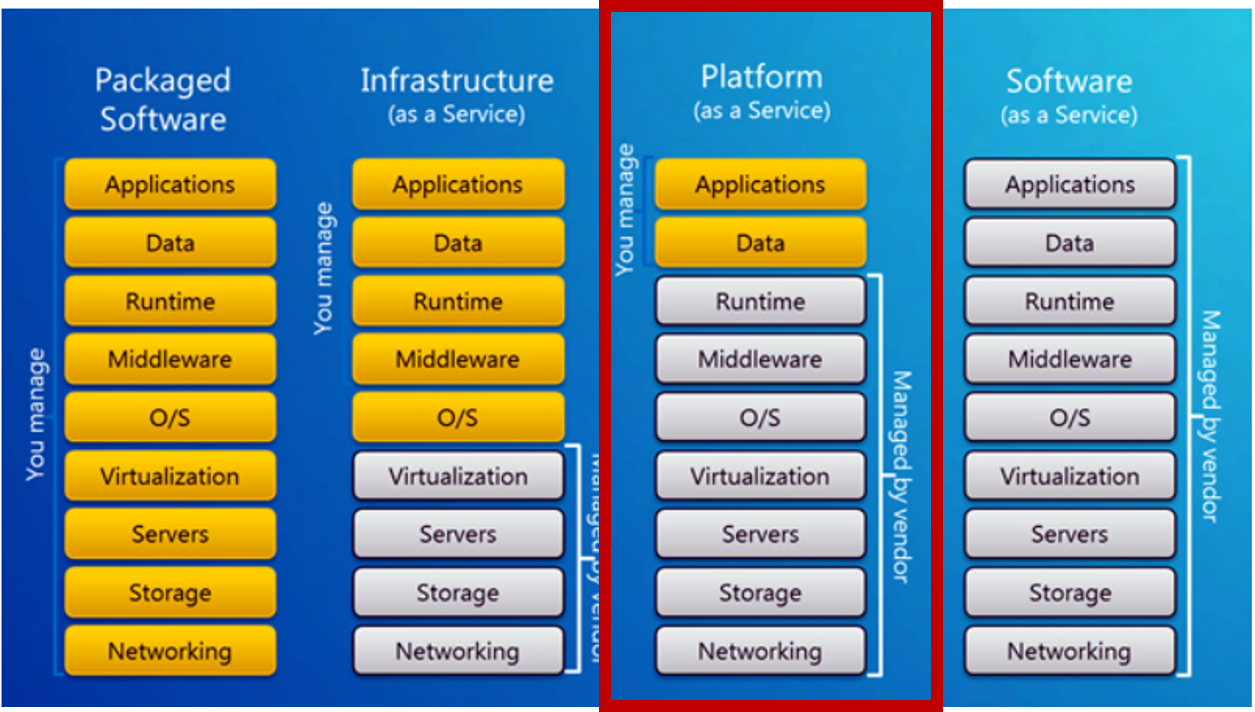 Packaged
Software
You manage
Applications
Data
Runtime
Middleware
O/S
Virtualization
Servers
Storage
Networking
Infrastructure
(as a Service)
You manage
Applications
Data
Runtime
Middleware
O/S
Virtualization
Servers
Storage
Networking
Managed by vendor
Platform
(as a Service)
You manage
Applications
Data
Runtime
Middleware
O/S
Virtualization
Servers
Storage
Networking
Managed by vendor
Software
(as a Service)
Applications
Data
Runtime
Middleware
O/S
Virtualization
Servers
Storage
Networking
Managed by vendor